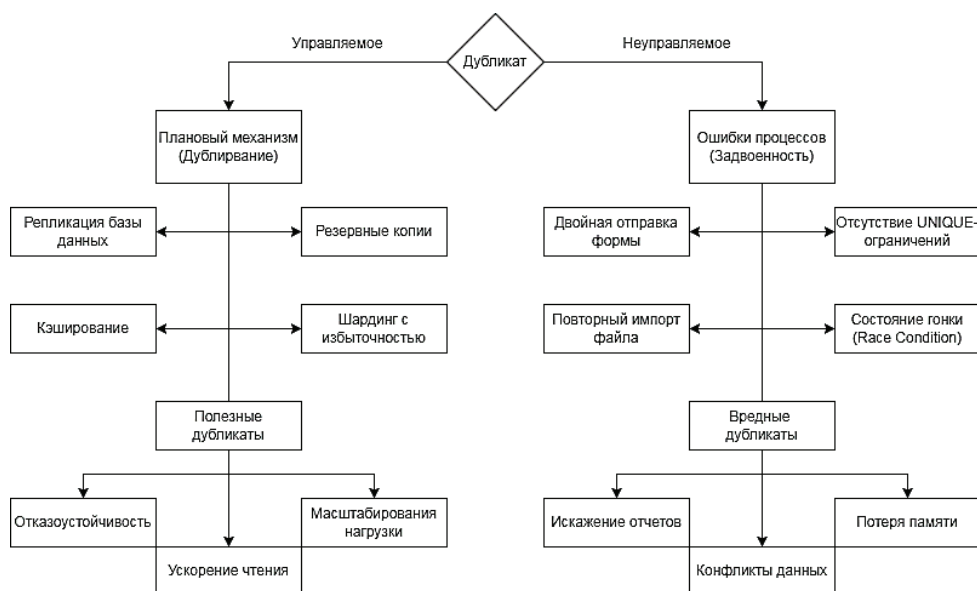 Управляемое
Неуправляемое
Дубликат
Плановый механизм
(Дублирвание)
Ошибки процессов
(Задвоенность)
Репликация базы
данных
Резервные копии
Двойная отправка
формы
Отсутствие UNIQUE-
ограничений
Кэширование
Шардинг с
избыточностью
Повторный импорт
файла
Состояние гонки
(Race Condition)
Полезные
дубликаты
Вредные
дубликаты
Отказоустойчивость
Масштабирования
нагрузки
Искажение отчетов
Потеря памяти
Ускорение чтения
Конфликты данных